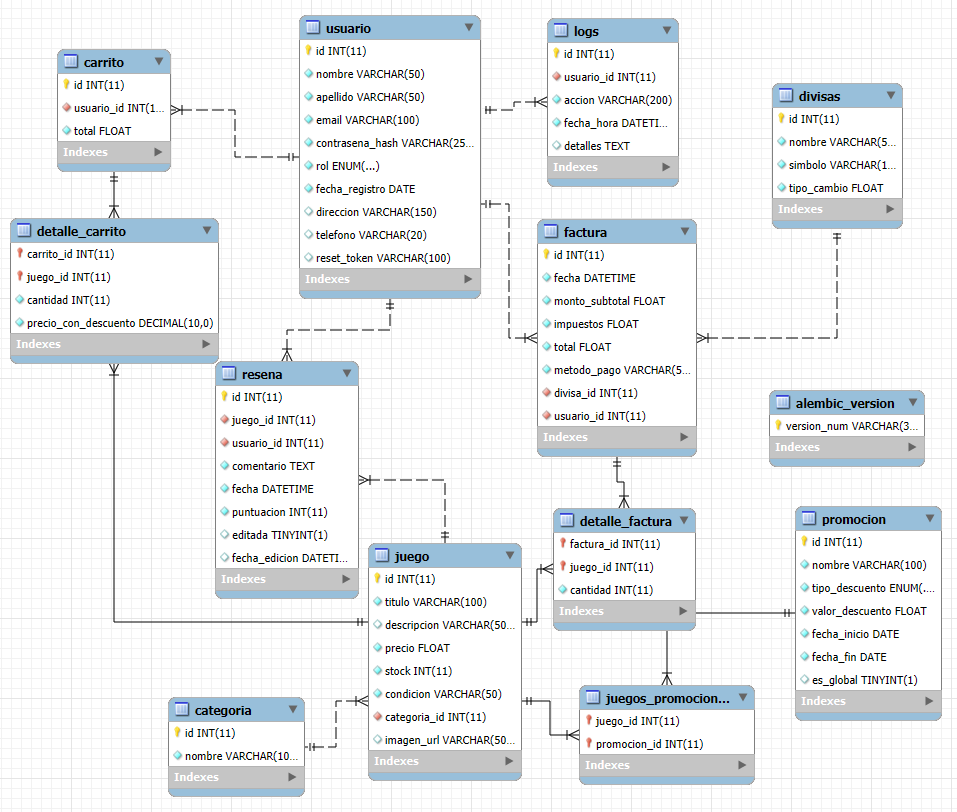 carrito
id INT(11)
usuario_id INT(1...
total FLOAT
Indexes
usuario
id INT(11)
nombre VARCHAR(50)
apellido VARCHAR(50)
email VARCHAR(100)
contrasena_hash VARCHAR(25...
rol ENUM(...)
fecha_registro DATE
direccion VARCHAR(150)
telefono VARCHAR(20)
reset_token VARCHAR(100)
Indexes
logs
id INT(11)
usuario_id INT(11)
accion VARCHAR(200)
fecha_hora DATETI...
detalles TEXT
Indexes
divisas
id INT(11)
nombre VARCHAR(5...
simbolo VARCHAR(1...
tipo_cambio FLOAT
Indexes
detalle_carrito
carrito_id INT(11)
juego_id INT(11)
cantidad INT(11)
precio_con_descuento DECIMAL(10,0)
Indexes
factura
id INT(11)
fecha DATETIME
monto_subtotal FLOAT
impuestos FLOAT
total FLOAT
metodo_pago VARCHAR(5...
divisa_id INT(11)
usuario_id INT(11)
Indexes
resena
id INT(11)
juego_id INT(11)
usuario_id INT(11)
comentario TEXT
fecha DATETIME
puntuacion INT(11)
editada TINYINT(1)
fecha_edicion DATETI...
Indexes
alembic_version
version_num VARCHAR(3...
Indexes
detalle_factura
factura_id INT(11)
juego_id INT(11)
cantidad INT(11)
Indexes
promocion
id INT(11)
nombre VARCHAR(100)
tipo_descuento ENUM(...
valor_descuento FLOAT
fecha_inicio DATE
fecha_fin DATE
es_global TINYINT(1)
Indexes
juego
id INT(11)
titulo VARCHAR(100)
descripcion VARCHAR(50...
precio FLOAT
stock INT(11)
condicion VARCHAR(50)
categoria_id INT(11)
imagen_url VARCHAR(50...
Indexes
categoria
id INT(11)
nombre VARCHAR(10...
Indexes
juegos_promocion...
juego_id INT(11)
promocion_id INT(11)
Indexes